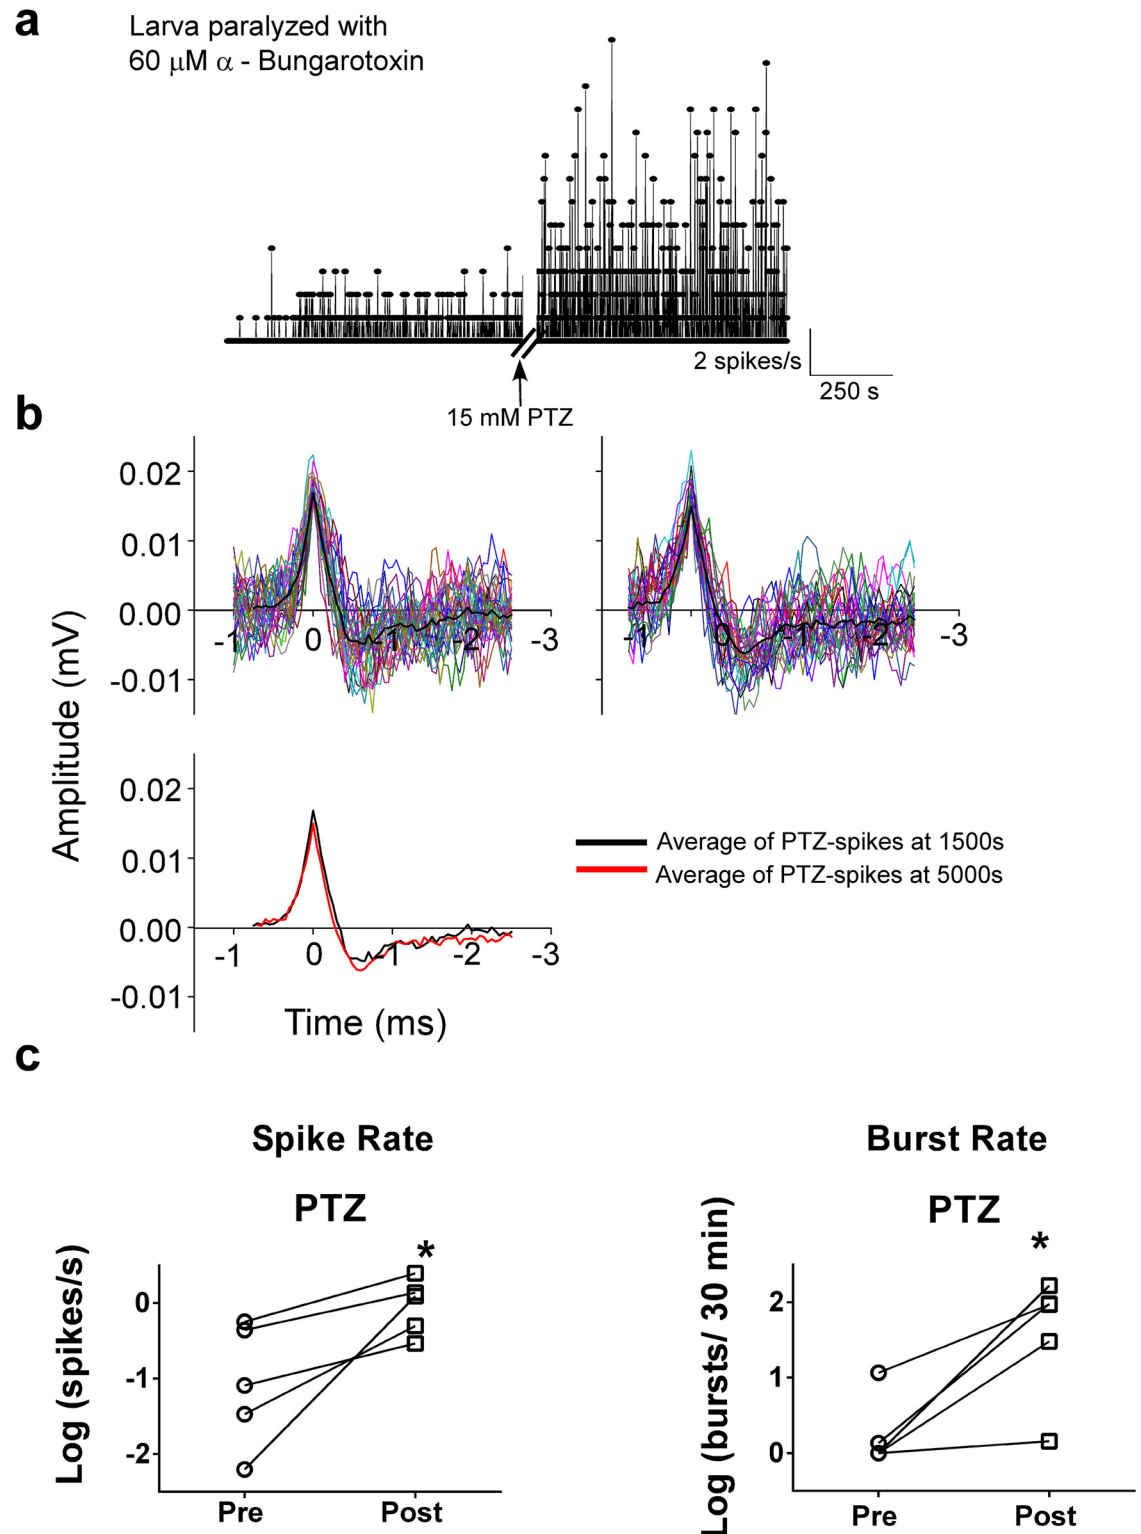 a
Larva paralyzed with
60 μM α - Bungarotoxin
2 spikes/s
250 s
15 mM PTZ
b
Amplitude (mV)
0.02
0.01
0.00
-0.01
-1 0 -1 -2 -3
-1 0 -1 -2 -3
0.02
0.01
0.00
-0.01
-1 0 -1 -2 -3
Time (ms)
Average of PTZ-spikes at 1500s
Average of PTZ-spikes at 5000s
c
Spike Rate
PTZ
*
Log (spikes/s)
0
-1
-2
Pre Post
Burst Rate
PTZ
*
Log (bursts/ 30 min)
2
1
0
Pre Post